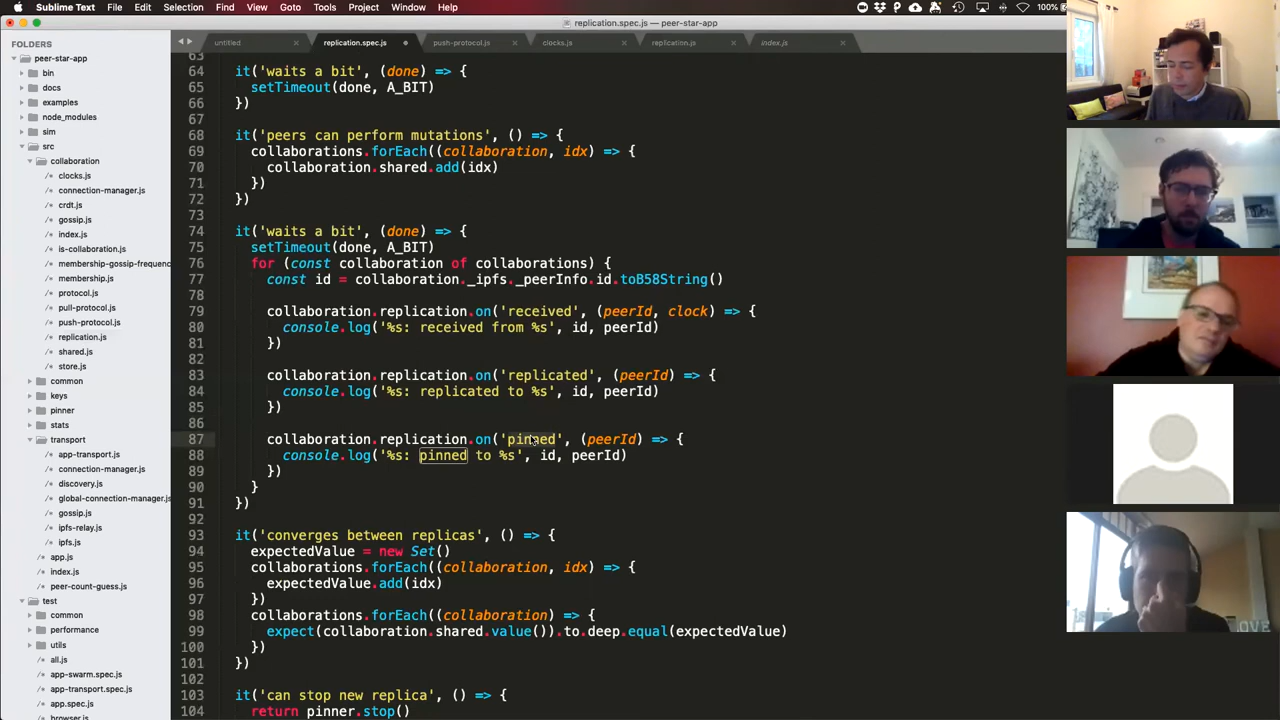 Sublime Text File Edit Selection Find View Goto Tools Project Window Help 100%
replication.spec.js — peer-star-app
FOLDERS
peer-star-app
bin
docs
examples
node_modules
sim
src
collaboration
clocks.js
connection-manager.js
crdt.js
gossip.js
index.js
is-collaboration.js
membership-gossip-frequenc
membership.js
protocol.js
pull-protocol.js
push-protocol.js
replication.js
shared.js
store.js
common
keys
pinner
stats
transport
app-transport.js
connection-manager.js
discovery.js
global-connection-manager.js
gossip.js
ipfs-relay.js
ipfs.js
app.js
index.js
peer-count-guess.js
test
common
performance
utils
all.js
app-swarm.spec.js
app-transport.spec.js
app.spec.js
browser.js
untitled replication.spec.js push-protocol.js clocks.js replication.js index.js
63
64 it('waits a bit', (done) => {
65 setTimeout(done, A_BIT)
66 })
67
68 it('peers can perform mutations', () => {
69 collaborations.forEach((collaboration, idx) => {
70 collaboration.shared.add(idx)
71 })
72 })
73
74 it('waits a bit', (done) => {
75 setTimeout(done, A_BIT)
76 for (const collaboration of collaborations) {
77 const id = collaboration._ipfs._peerInfo.id.toB58String()
78
79 collaboration.replication.on('received', (peerId, clock) => {
80 console.log('%s: received from %s', id, peerId)
81 })
82
83 collaboration.replication.on('replicated', (peerId) => {
84 console.log('%s: replicated to %s', id, peerId)
85 })
86
87 collaboration.replication.on('pinned', (peerId) => {
88 console.log('%s: pinned to %s', id, peerId)
89 })
90 }
91 })
92
93 it('converges between replicas', () => {
94 expectedValue = new Set()
95 collaborations.forEach((collaboration, idx) => {
96 expectedValue.add(idx)
97 })
98 collaborations.forEach((collaboration) => {
99 expect(collaboration.shared.value()).to.deep.equal(expectedValue)
100 })
101 })
102
103 it('can stop new replica', () => {
104 return pinner.stop()
LOVE